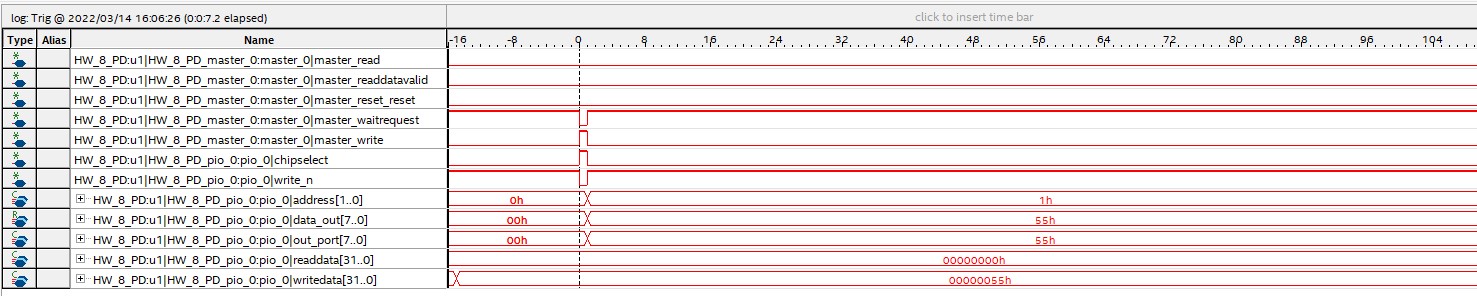 log: Trig @ 2022/03/14 16:06:26 (0:0:7.2 elapsed) click to insert time bar
Type Alias Name -16 -8 0 8 16 24 32 40 48 56 64 72 80 88 96 104
HW_8_PD:u1|HW_8_PD_master_0:master_0|master_read
HW_8_PD:u1|HW_8_PD_master_0:master_0|master_readdatavalid
HW_8_PD:u1|HW_8_PD_master_0:master_0|master_reset_reset
HW_8_PD:u1|HW_8_PD_master_0:master_0|master_waitrequest
HW_8_PD:u1|HW_8_PD_master_0:master_0|master_write
HW_8_PD:u1|HW_8_PD_pio_0:pio_0|chipselect
HW_8_PD:u1|HW_8_PD_pio_0:pio_0|write_n
HW_8_PD:u1|HW_8_PD_pio_0:pio_0|address[1..0] 0h 1h
HW_8_PD:u1|HW_8_PD_pio_0:pio_0|data_out[7..0] 00h 55h
HW_8_PD:u1|HW_8_PD_pio_0:pio_0|out_port[7..0] 00h 55h
HW_8_PD:u1|HW_8_PD_pio_0:pio_0|readdata[31..0] 00000000h
HW_8_PD:u1|HW_8_PD_pio_0:pio_0|writedata[31..0] 00000055h